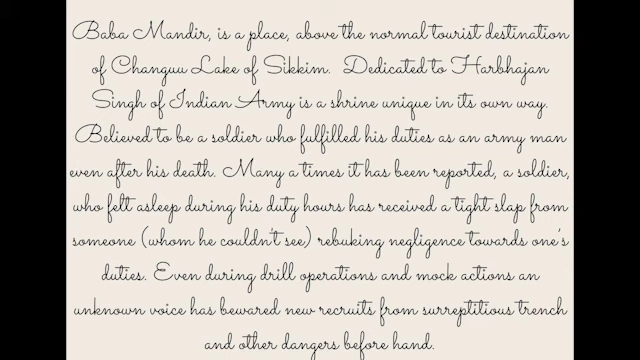 Baba Mandir, is a place, above the normal tourist destination
of Changuu Lake of Sikkim. Dedicated to Harbhajan
Singh of Indian Army is a shrine unique in its own way.
Believed to be a soldier who fulfilled his duties as an army man
even after his death. Many a times it has been reported, a soldier,
who felt asleep during his duty hours has received a tight slap from
someone (whom he couldn't see) rebuking negligence towards one's
duties. Even during drill operations and mock actions an
unknown voice has bewared new recruits from surreptitious trench
and other dangers before hand.